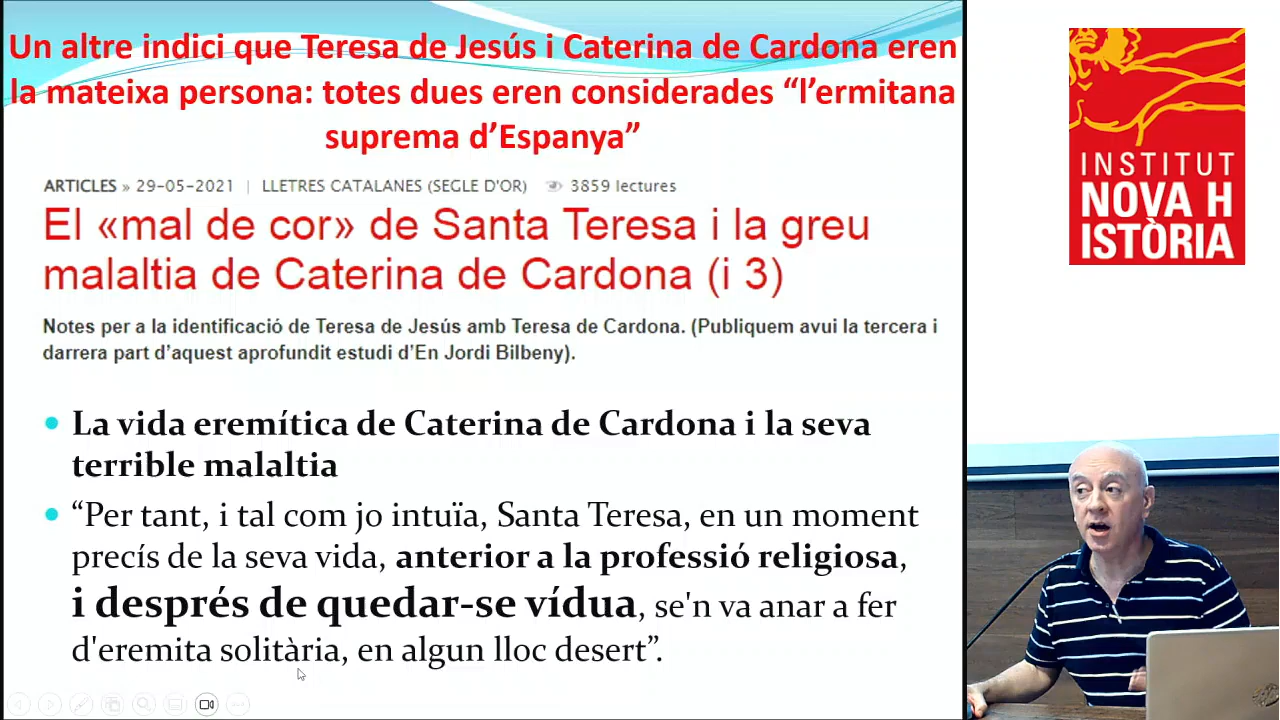 Un altre indici que Teresa de Jesús i Caterina de Cardona eren
la mateixa persona: totes dues eren considerades “l’ermitana
suprema d’Espanya”
ARTICLES » 29-05-2021 | LLETRES CATALANES (SEGLE D'OR) 3859 lectures
El «mal de cor» de Santa Teresa i la greu
malaltia de Caterina de Cardona (i 3)
Notes per a la identificació de Teresa de Jesús amb Teresa de Cardona. (Publiquem avui la tercera i
darrera part d’aquest aprofundit estudi d’En Jordi Bilbeny).
• La vida eremítica de Caterina de Cardona i la seva
terrible malaltia
• “Per tant, i tal com jo intuïa, Santa Teresa, en un moment
precís de la seva vida, anterior a la professió religiosa,
i després de quedar-se vídua, se'n va anar a fer
d'eremita solitària, en algun lloc desert”.
INSTITUT
NOVA H
ISTÒRIA